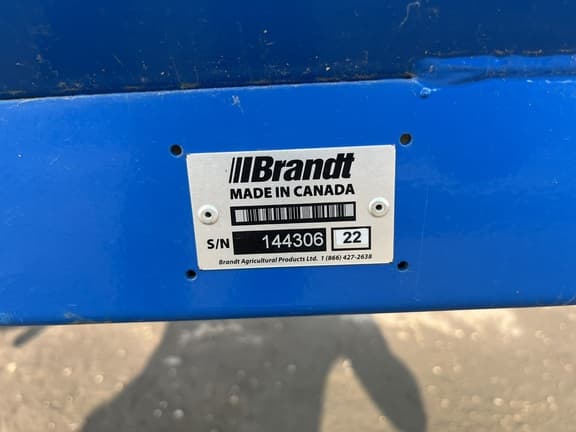 Brandt
MADE IN CANADA
S/N 144306 22
Brandt Agricultural Products Ltd. 1 (866) 427-2638